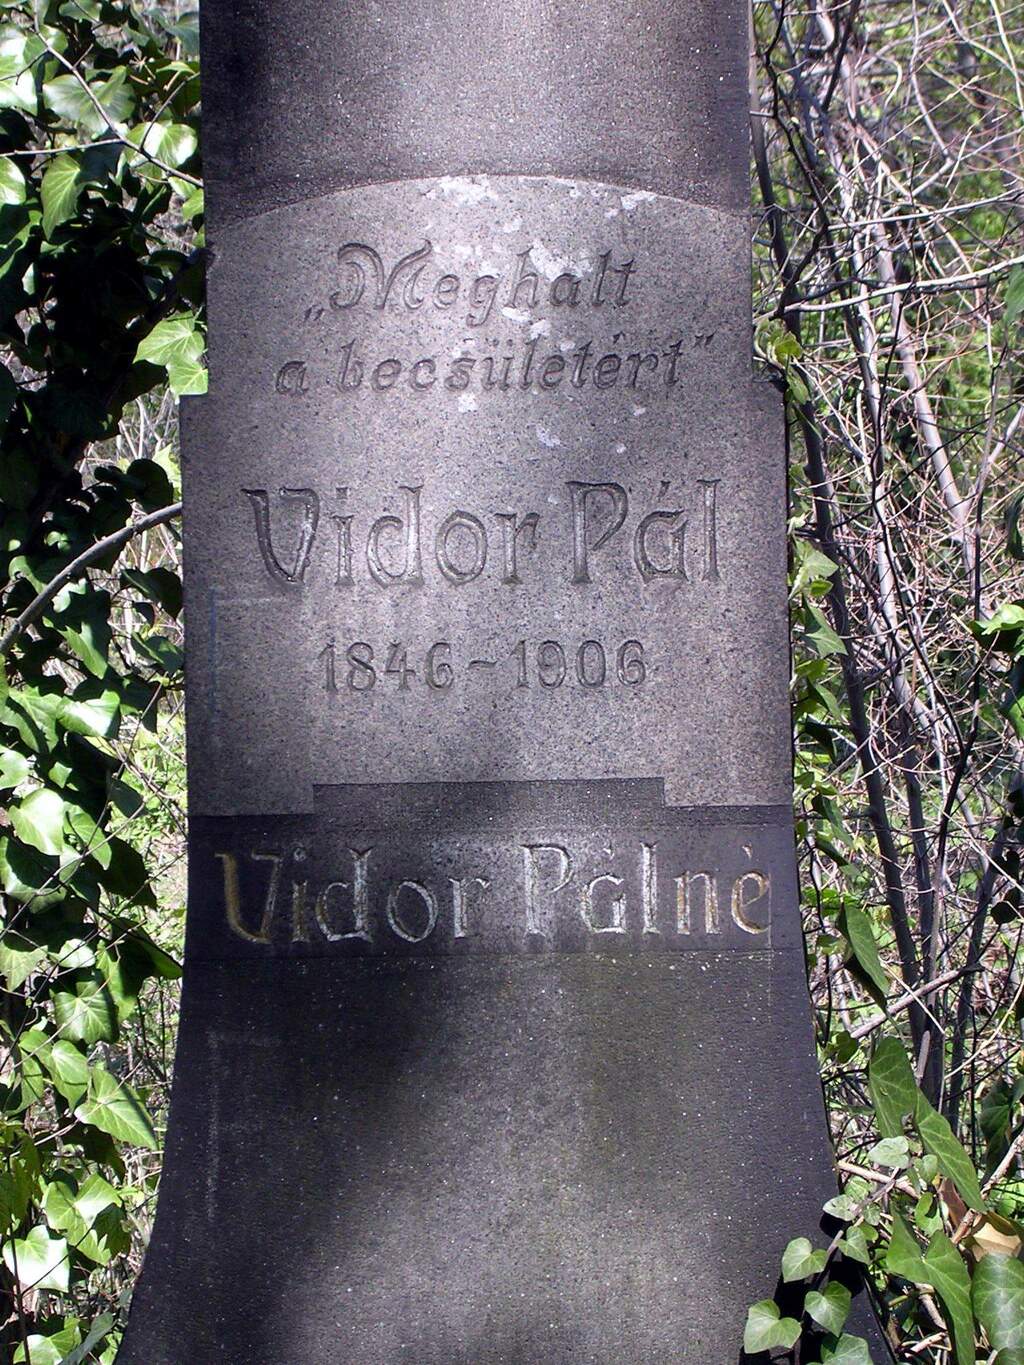 „Meghalt
a becsületért”
Vidor Pál
1846-1906
Vidor Pálné